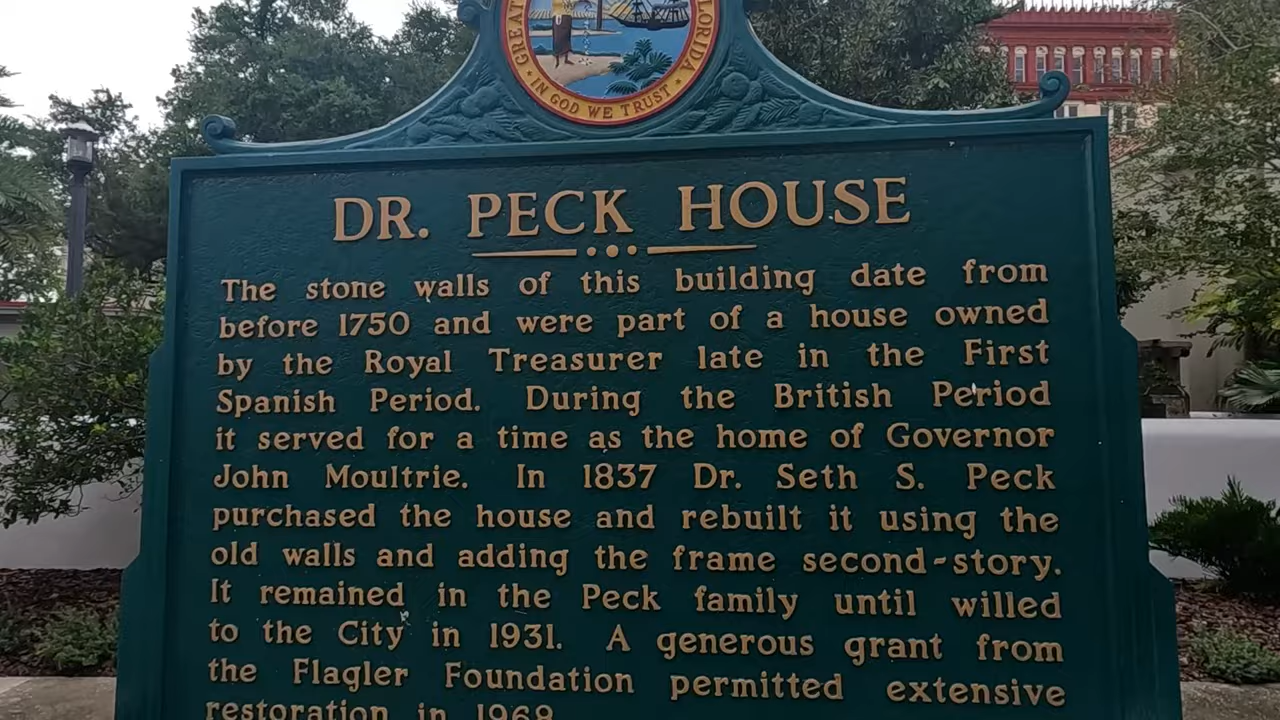 GREAT
FLORIDA
IN GOD WE TRUST
DR. PECK HOUSE
The stone walls of this building date from
before 1750 and were part of a house owned
by the Royal Treasurer late in the First
Spanish Period. During the British Period
it served for a time as the home of Governor
John Moultrie. In 1837 Dr. Seth S. Peck
purchased the house and rebuilt it using the
old walls and adding the frame second-story.
It remained in the Peck family until willed
to the City in 1931. A generous grant from
the Flagler Foundation permitted extensive
restoration in 1968.